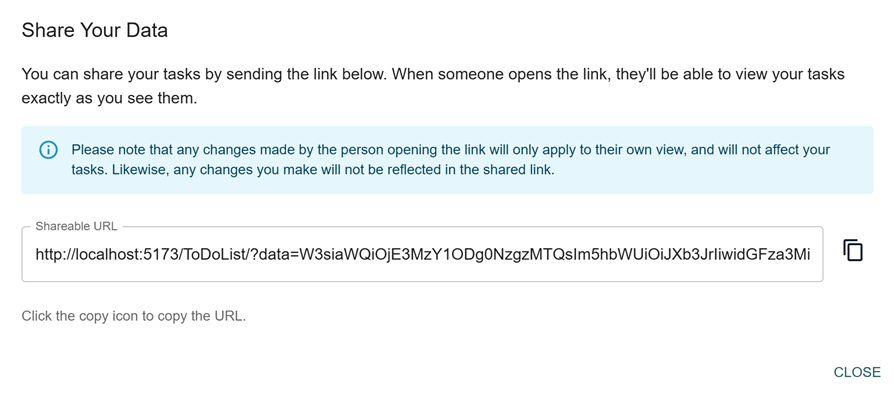 Share Your Data
You can share your tasks by sending the link below. When someone opens the link, they'll be able to view your tasks
exactly as you see them.
Please note that any changes made by the person opening the link will only apply to their own view, and will not affect your
tasks. Likewise, any changes you make will not be reflected in the shared link.
Shareable URL
http://localhost:5173/ToDoList/?data=W3siaWQiOjE3MzY1ODg0NzgzMTQsIm5hbWUiOiJXb3JrIiwidGFza3Mi
Click the copy icon to copy the URL.
CLOSE